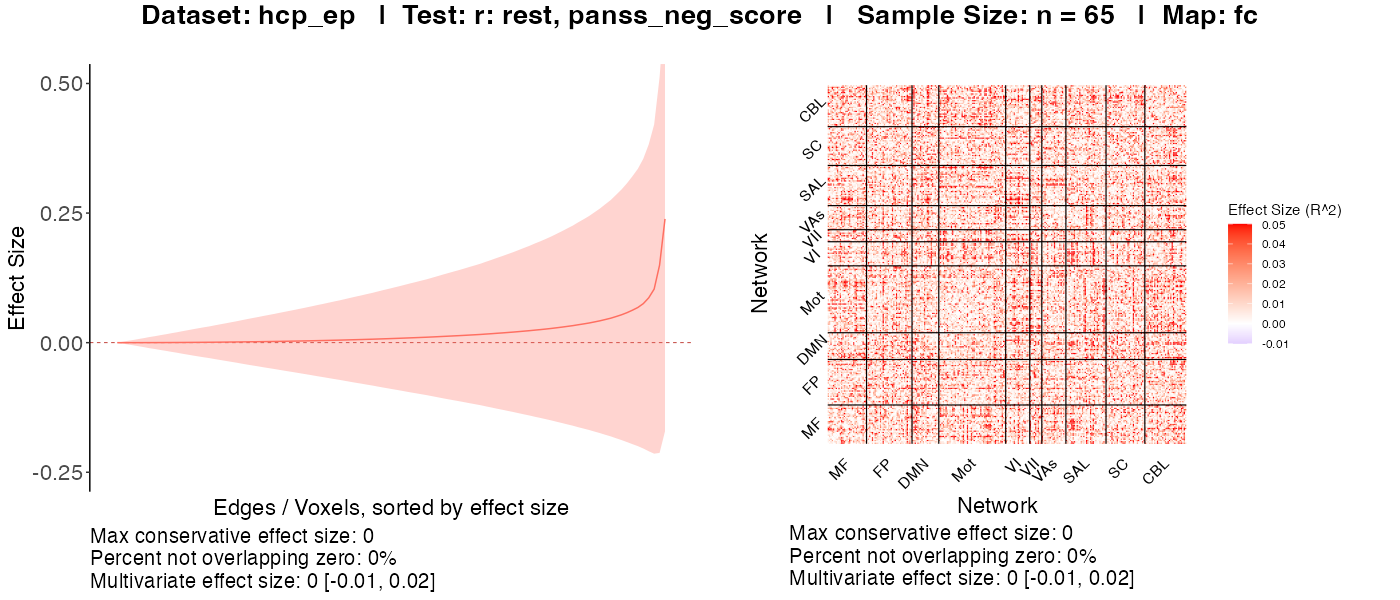 Dataset: hcp_ep | Test: r: rest, panss_neg_score | Sample Size: n = 65 | Map: fc
Effect Size
0.50
0.25
0.00
-0.25
Edges / Voxels, sorted by effect size
Max conservative effect size: 0
Percent not overlapping zero: 0%
Multivariate effect size: 0 [-0.01, 0.02]
Network
CBL
SC
SAL
VAs
VII
VI
Mot
DMN
FP
MF
MF
FP
DMN
Mot
VI
VII
VAs
SAL
SC
CBL
Network
Effect Size (R^2)
0.05
0.04
0.03
0.02
0.01
0.00
-0.01
Max conservative effect size: 0
Percent not overlapping zero: 0%
Multivariate effect size: 0 [-0.01, 0.02]